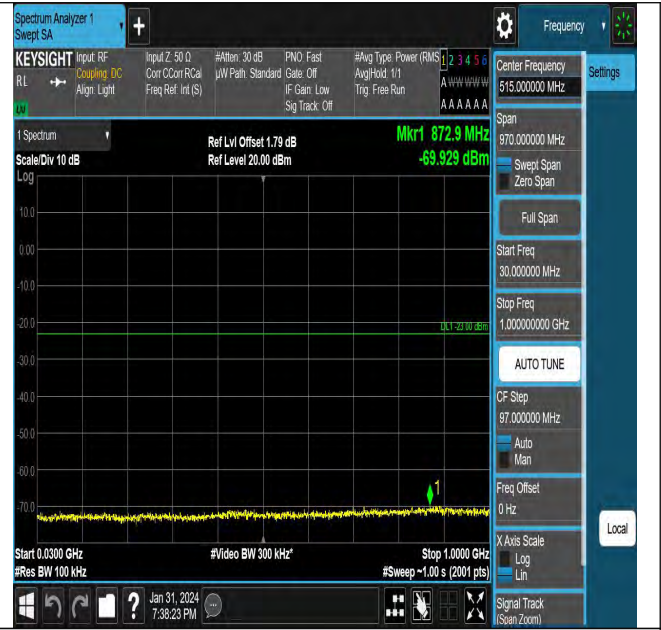 Spectrum Analyzer 1
Swept SA
+
Frequency
KEYSIGHT
RL
Input: RF
Coupling: DC
Align: Light
Input Z: 50 Ω
Corr CCorr RCal
Freq Ref: Int (S)
#Atten: 30 dB
µW Path: Standard
PNO: Fast
Gate: Off
IF Gain: Low
Sig Track: Off
#Avg Type: Power (RMS
Avg|Hold: 1/1
Trig: Free Run
1 2 3 4 5 6
A W W W W W
A A A A A A
1 Spectrum
Scale/Div 10 dB
Log
Ref Lvl Offset 1.79 dB
Ref Level 20.00 dBm
Mkr1 872.9 MHz
-69.929 dBm
10.0
0.00
-10.0
-20.0
DL1 -23.00 dBm
-30.0
-40.0
-50.0
-60.0
-70.0
1
Start 0.0300 GHz
#Res BW 100 kHz
#Video BW 300 kHz*
Stop 1.0000 GHz
#Sweep ~1.00 s (2001 pts)
Center Frequency
515.000000 MHz
Settings
Span
970.000000 MHz
Swept Span
Zero Span
Full Span
Start Freq
30.000000 MHz
Stop Freq
1.000000000 GHz
AUTO TUNE
CF Step
97.000000 MHz
Auto
Man
Freq Offset
0 Hz
X Axis Scale
Log
Lin
Local
Signal Track
(Span Zoom)
?
Jan 31, 2024
7:38:23 PM